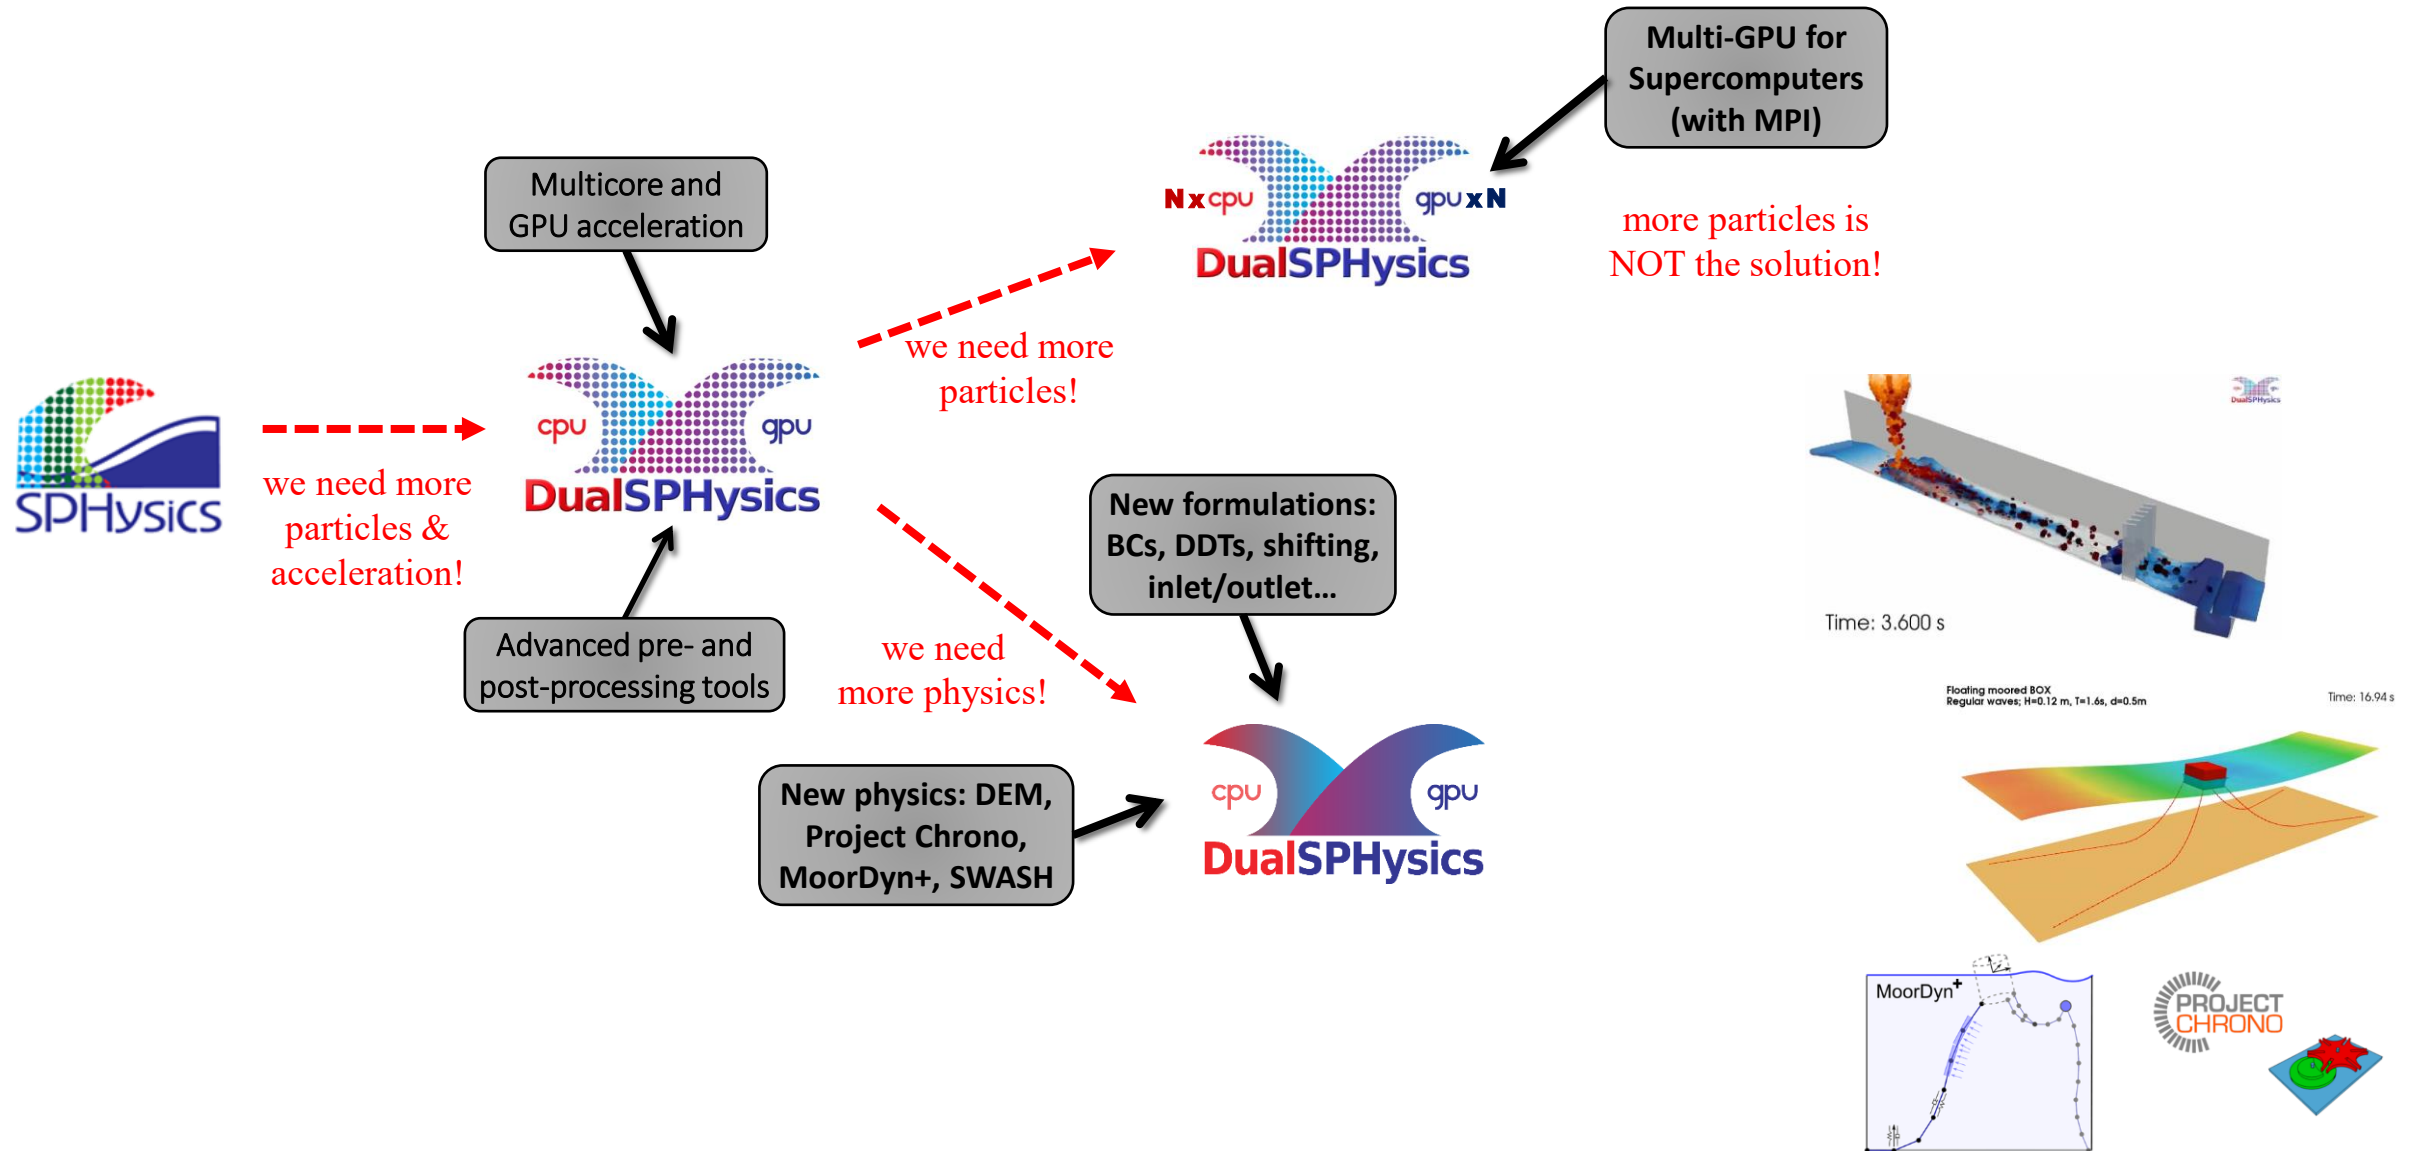 SPHysics
we need more
particles &
acceleration!
Multicore and
GPU acceleration
cpu
gpu
DualSPHysics
Advanced pre- and
post-processing tools
we need more
particles!
Multi-GPU for
Supercomputers
(with MPI)
Nxcpu
gpuxN
DualSPHysics
more particles is
NOT the solution!
we need
more physics!
New formulations:
BCs, DDTs, shifting,
inlet/outlet…
New physics: DEM,
Project Chrono,
MoorDyn+, SWASH
cpu
gpu
DualSPHysics
DualSPHysics
Time: 3.600 s
Floating moored BOX
Regular waves; H=0.12 m, T=1.6s, d=0.5m
Time: 16.94 s
MoorDyn+
PROJECT
CHRONO